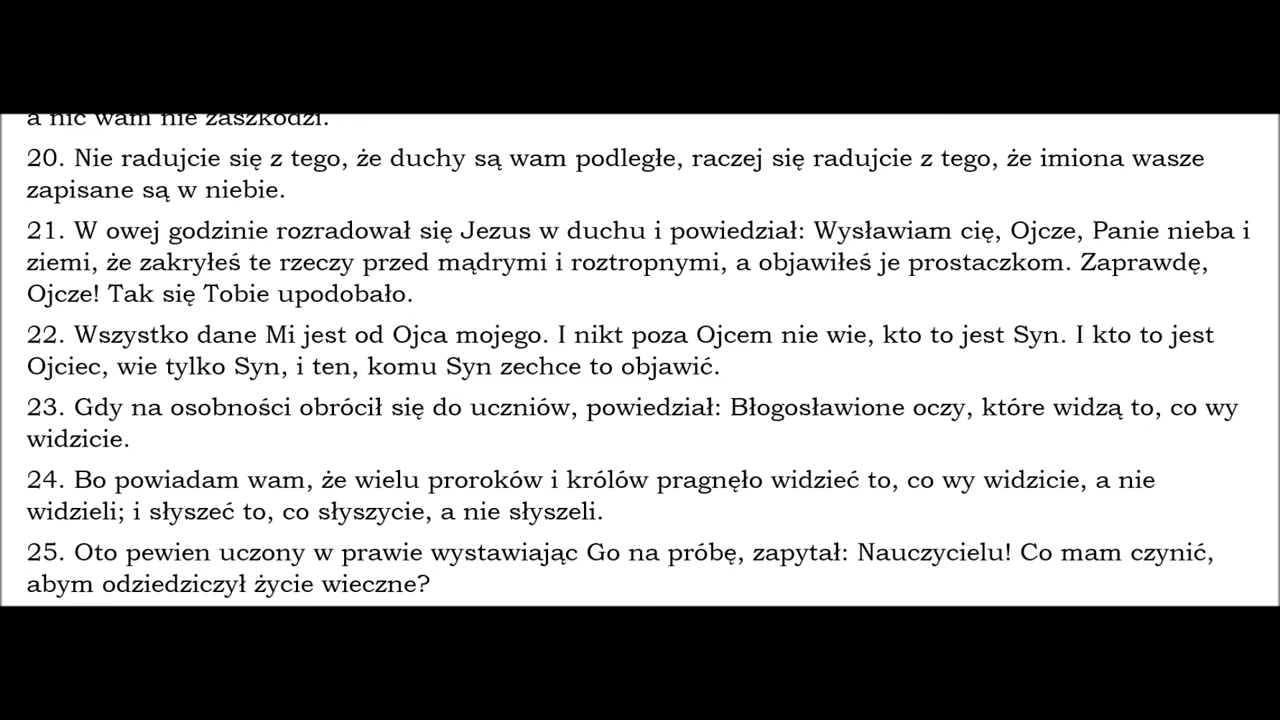 a nic wam nie zaszkodzi.
20. Nie radujcie się z tego, że duchy są wam podległe, raczej się radujcie z tego, że imiona wasze
zapisane są w niebie.
21. W owej godzinie rozradował się Jezus w duchu i powiedział: Wysławiam cię, Ojcze, Panie nieba i
ziemi, że zakryłeś te rzeczy przed mądrymi i roztropnymi, a objawiłeś je prostaczkom. Zaprawdę,
Ojcze! Tak się Tobie upodobało.
22. Wszystko dane Mi jest od Ojca mojego. I nikt poza Ojcem nie wie, kto to jest Syn. I kto to jest
Ojciec, wie tylko Syn, i ten, komu Syn zechce to objawić.
23. Gdy na osobności obrócił się do uczniów, powiedział: Błogosławione oczy, które widzą to, co wy
widzicie.
24. Bo powiadam wam, że wielu proroków i królów pragnęło widzieć to, co wy widzicie, a nie
widzieli; i słyszeć to, co słyszycie, a nie słyszeli.
25. Oto pewien uczony w prawie wystawiając Go na próbę, zapytał: Nauczycielu! Co mam czynić,
abym odziedziczył życie wieczne?